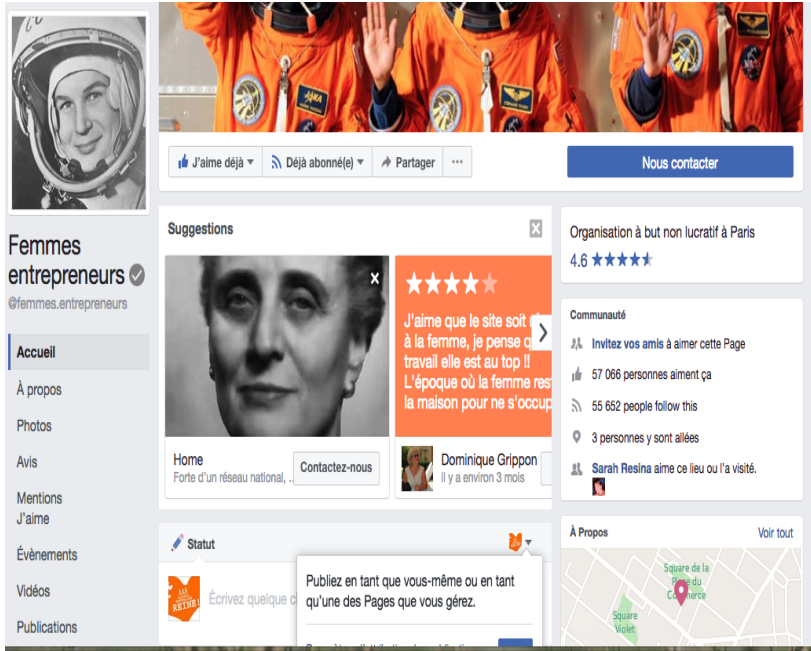 J'aime déjà
Déjà abonné(e)
Partager
Nous contacter
Femmes
entrepreneurs
@femmes.entrepreneurs
Accueil
À propos
Photos
Avis
Mentions
J'aime
Évènements
Vidéos
Publications
Suggestions
J'aime que le site soit
à la femme, je pense
travail elle est au top !!
L'époque où la femme
la maison pour ne
Home
Forte d'un réseau national, ..
Contactez-nous
Dominique Grippon
il y a environ 3 mois
Statut
REINE!
Écrivez quelque
Publiez en tant que vous-même ou en tant
qu'une des Pages que vous gérez.
Organisation à but non lucratif à Paris
4.6
Communauté
Invitez vos amis à aimer cette Page
57 066 personnes aiment ça
55 652 people follow this
3 personnes y sont allées
Sarah Resina aime ce lieu ou l'a visité.
À Propos
Voir tout
Square de la
du
Square
Violet